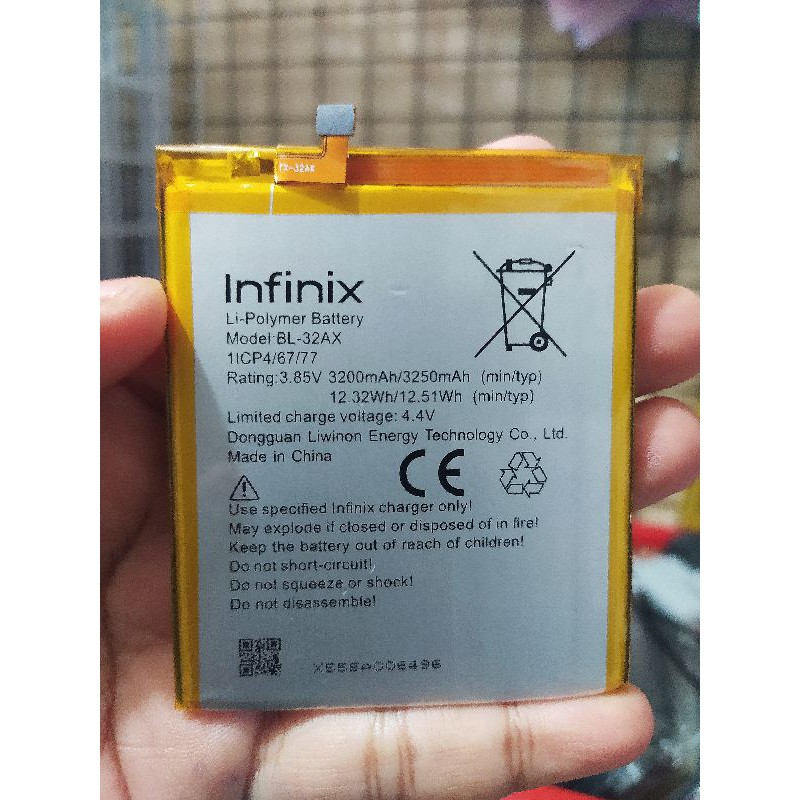 FX-32AX
Infinix
Li-Polymer Battery
Model:BL-32AX
1ICP4/67/77
Rating:3.85V 3200mAh/3250mAh (min/typ)
12.32Wh/12.51Wh (min/typ)
Limited charge voltage: 4.4V
Dongguan Liwinon Energy Technology Co., Ltd.
Made in China
CE
Use specified Infinix charger only!
May explode if closed or disposed of in fire!
Keep the battery out of reach of children!
Do not short-circuit!
Do not squeeze or shock!
Do not disassemble!
X559A006496